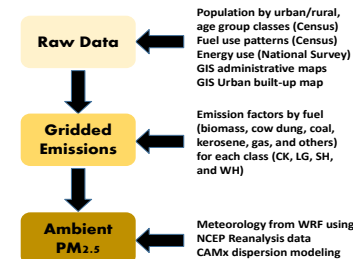 Raw Data
Population by urban/rural,
age group classes (Census)
Fuel use patterns (Census)
Energy use (National Survey)
GIS administrative maps
GIS Urban built-up map
Gridded
Emissions
Emission factors by fuel
(biomass, cow dung, coal,
kerosene, gas, and others)
for each class (CK, LG, SH,
and WH)
Ambient
PM2.5
Meteorology from WRF using
NCEP Reanalysis data
CAMx dispersion modeling